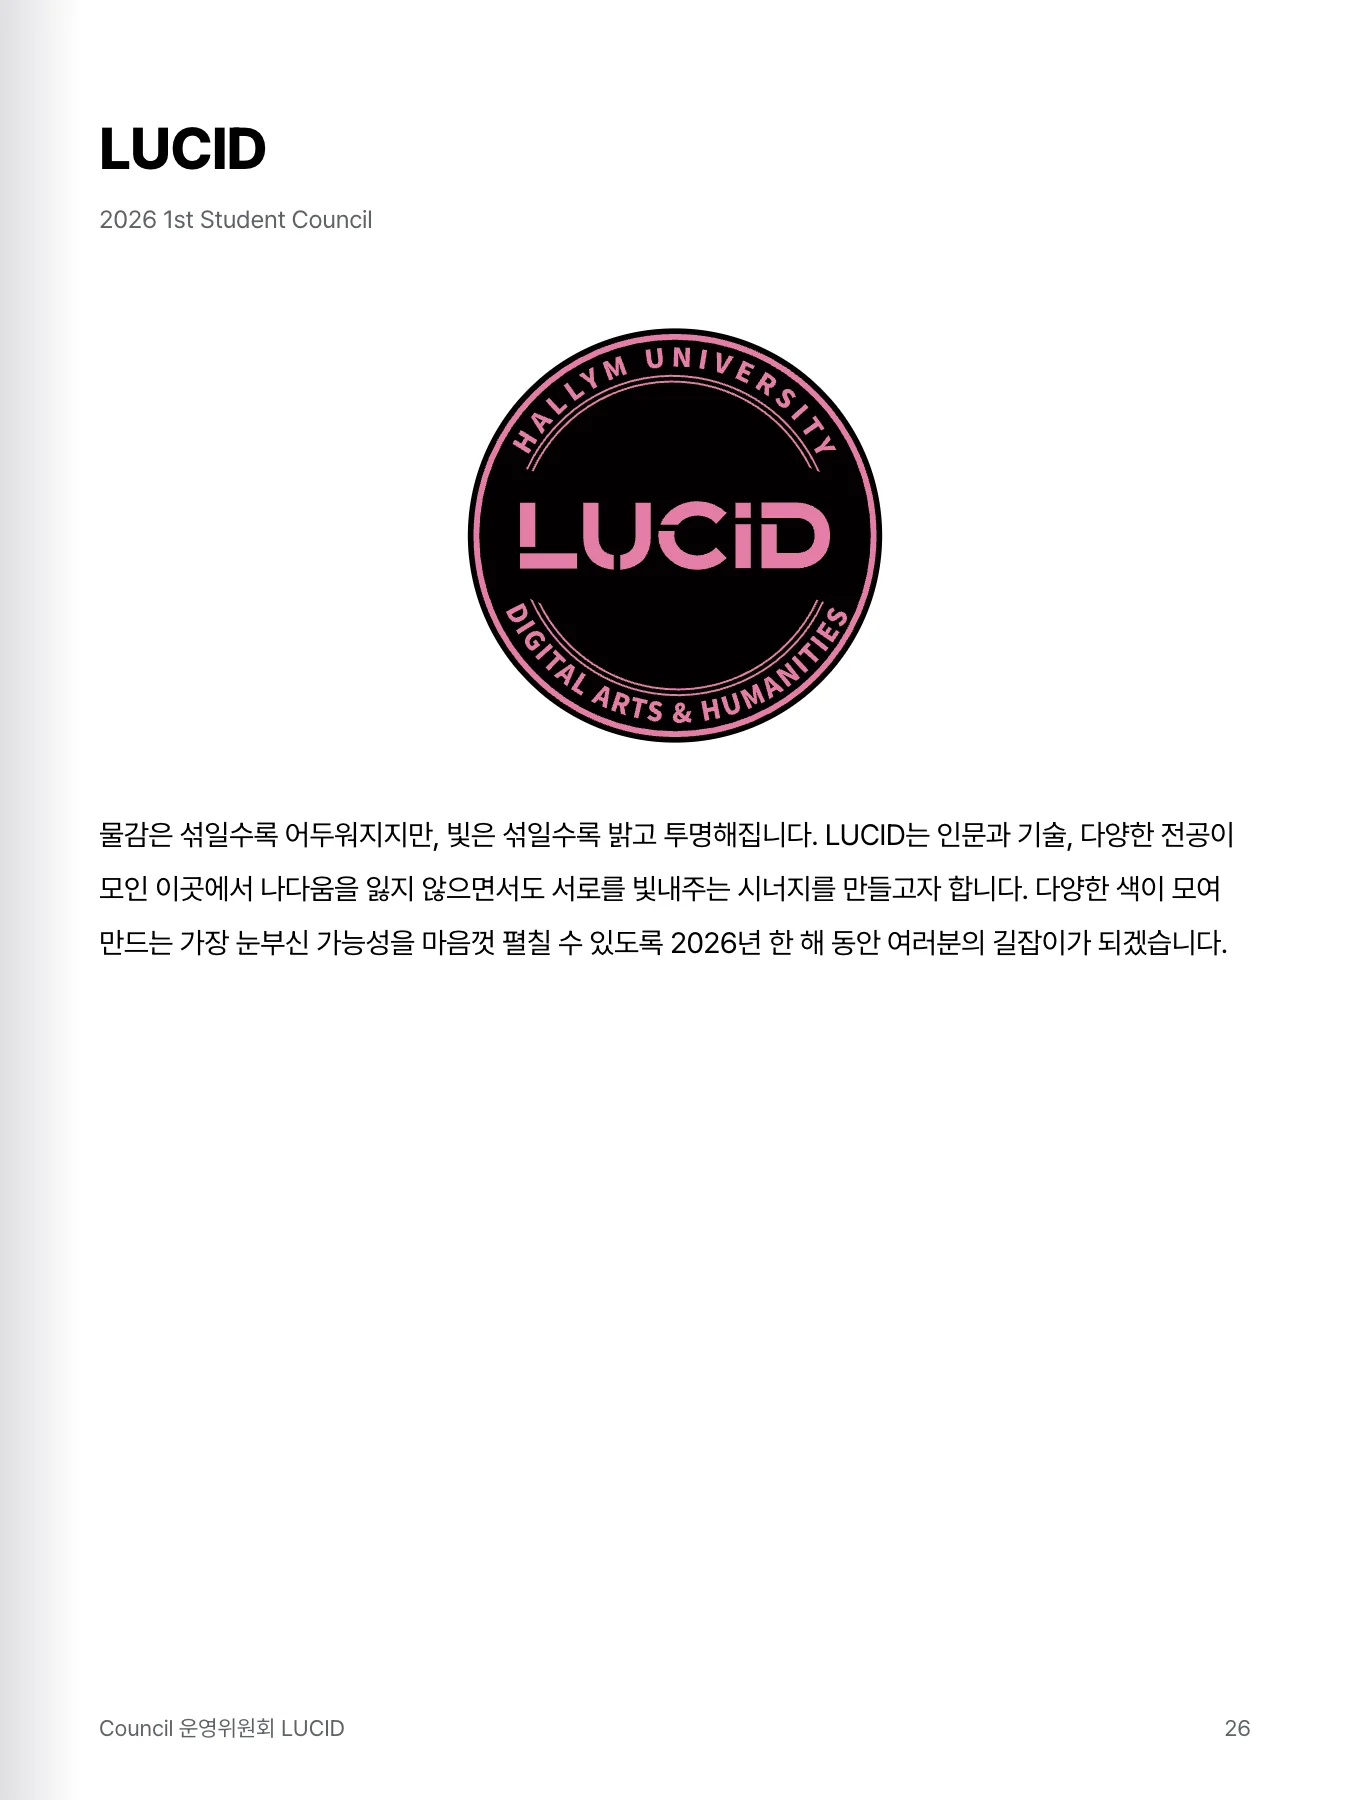 LUCID
2026 1st Student Council
HALLYM UNIVERSITY
LUCiD
DIGITAL ARTS & HUMANITIES
물감은 섞일수록 어두워지지만, 빛은 섞일수록 밝고 투명해집니다. LUCID는 인문과 기술, 다양한 전공이
모인 이곳에서 나다움을 잃지 않으면서도 서로를 빛내주는 시너지를 만들고자 합니다. 다양한 색이 모여
만드는 가장 눈부신 가능성을 마음껏 펼칠 수 있도록 2026년 한 해 동안 여러분의 길잡이가 되겠습니다.
Council 운영위원회 LUCID
26